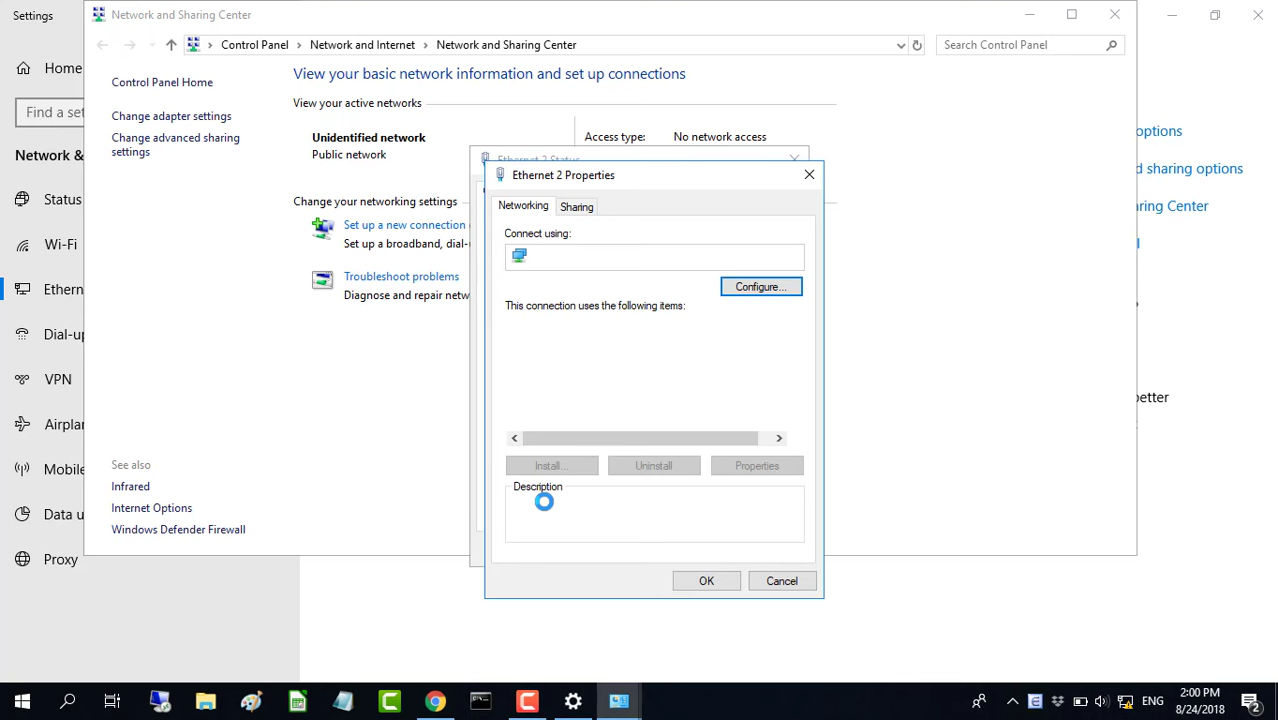 Settings
Home
Find a set
Network &
Status
Wi-Fi
Ethern
Dial-up
VPN
Airplan
Mobile
Data u
Proxy
Network and Sharing Center
Control Panel > Network and Internet > Network and Sharing Center
Search Control Panel
Control Panel Home
Change adapter settings
Change advanced sharing
settings
View your basic network information and set up connections
View your active networks
Unidentified network
Public network
Access type:
No network access
Change your networking settings
Set up a new connection
Set up a broadband, dial-u
Troubleshoot problems
Diagnose and repair netw
See also
Infrared
Internet Options
Windows Defender Firewall
Ethernet 2 Status
Ethernet 2 Properties
Networking
Sharing
Connect using:
Configure...
This connection uses the following items:
Install...
Uninstall
Properties
Description
OK
Cancel
options
d sharing options
aring Center
l
better
ENG
2:00 PM
8/24/2018
2